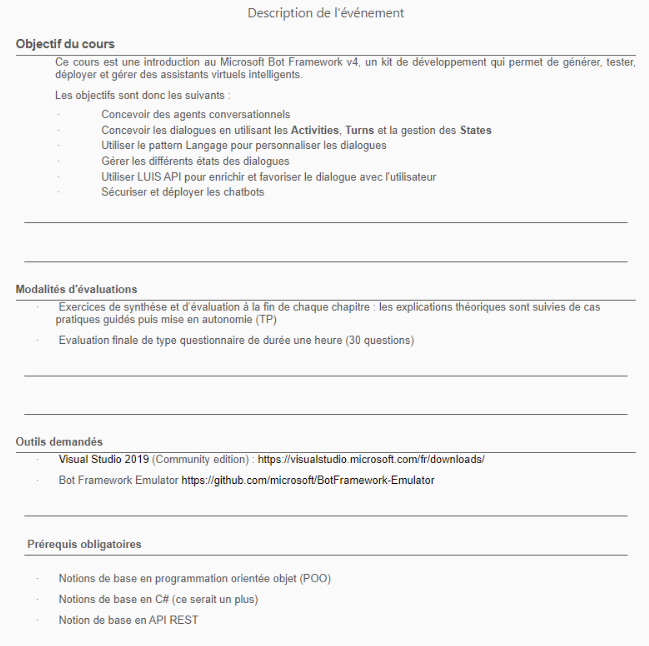 Description de l'événement
Objectif du cours
Ce cours est une introduction au Microsoft Bot Framework v4, un kit de développement qui permet de générer, tester,
déployer et gérer des assistants virtuels intelligents.
Les objectifs sont donc les suivants :
· Concevoir des agents conversationnels
· Concevoir les dialogues en utilisant les Activities, Turns et la gestion des States
· Utiliser le pattern Langage pour personnaliser les dialogues
· Gérer les différents états des dialogues
· Utiliser LUIS API pour enrichir et favoriser le dialogue avec l'utilisateur
· Sécuriser et déployer les chatbots
Modalités d'évaluations
· Exercices de synthèse et d'évaluation à la fin de chaque chapitre : les explications théoriques sont suivies de cas
pratiques guidés puis mise en autonomie (TP)
· Evaluation finale de type questionnaire de durée une heure (30 questions)
Outils demandés
· Visual Studio 2019 (Community edition) : https://visualstudio.microsoft.com/fr/downloads/
· Bot Framework Emulator https://github.com/microsoft/BotFramework-Emulator
Prérequis obligatoires
· Notions de base en programmation orientée objet (POO)
· Notions de base en C# (ce serait un plus)
· Notion de base en API REST